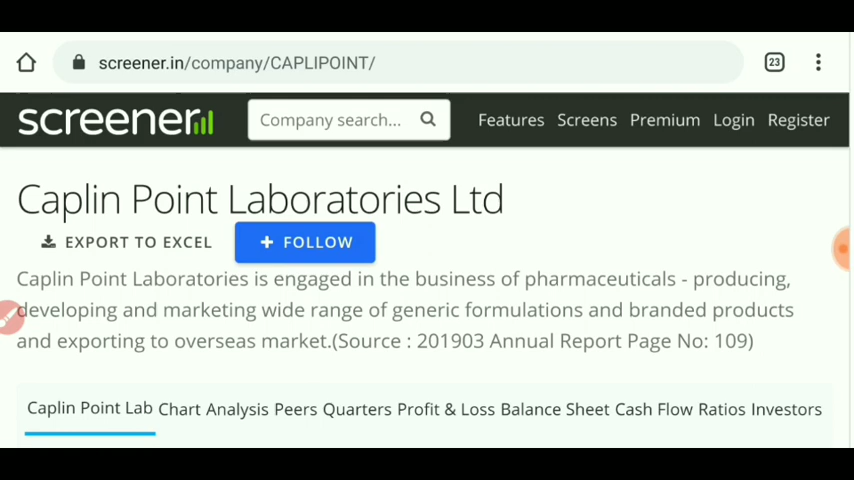 screener.in/company/CAPLIPOINT/ 23
screener Company search... Features Screens Premium Login Register
Caplin Point Laboratories Ltd
EXPORT TO EXCEL + FOLLOW
Caplin Point Laboratories is engaged in the business of pharmaceuticals - producing,
developing and marketing wide range of generic formulations and branded products
and exporting to overseas market.(Source : 201903 Annual Report Page No: 109)
Caplin Point Lab Chart Analysis Peers Quarters Profit & Loss Balance Sheet Cash Flow Ratios Investors